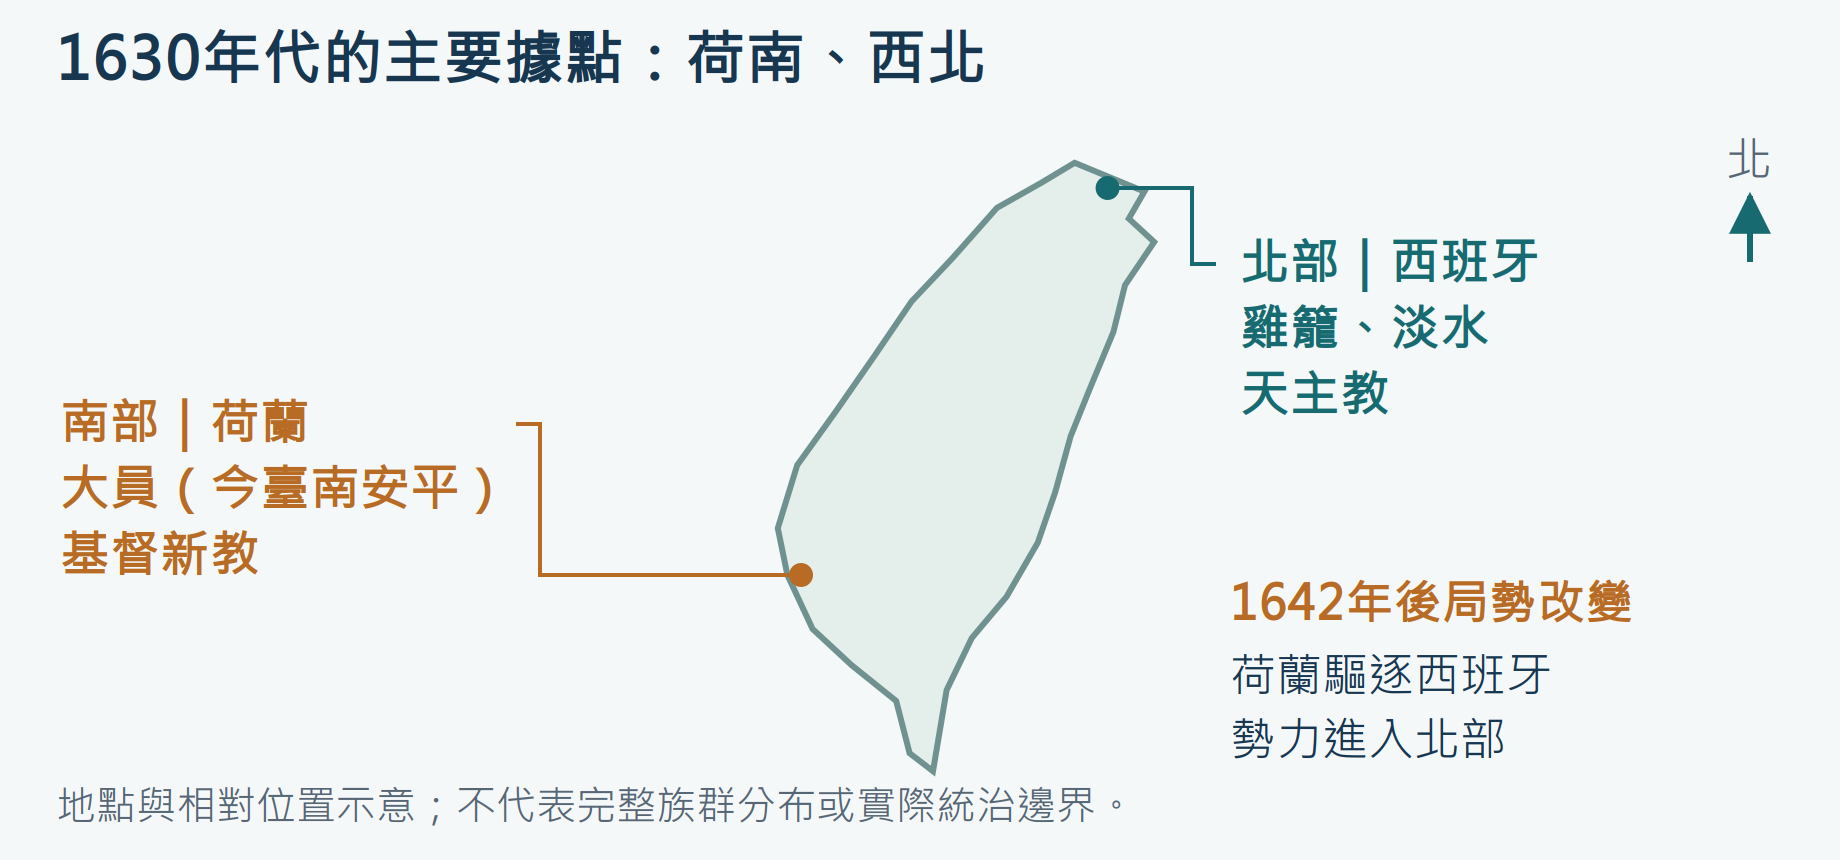 1630年代的主要據點：荷南、西北
北
北部｜西班牙
雞籠、淡水
天主教
南部｜荷蘭
大員（今臺南安平）
基督新教
1642年後局勢改變
荷蘭驅逐西班牙
勢力進入北部
地點與相對位置示意；不代表完整族群分布或實際統治邊界。